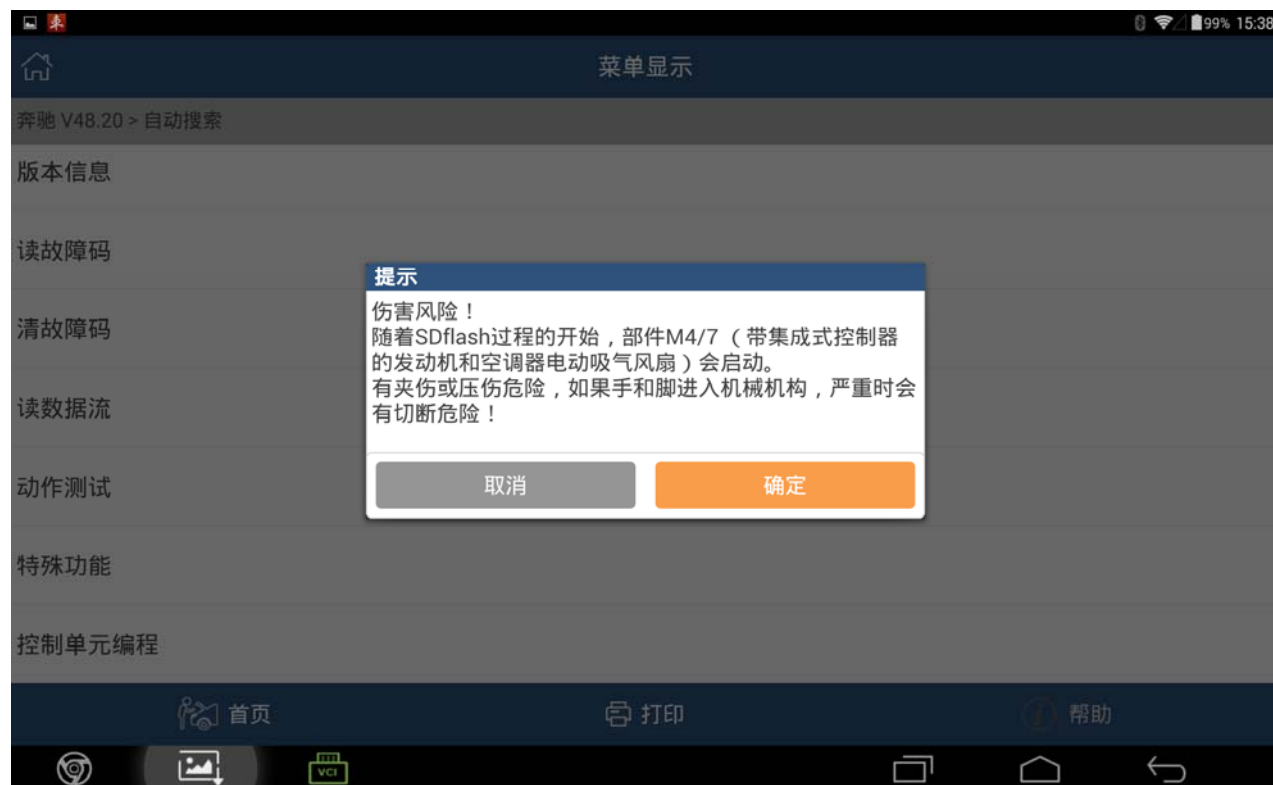 99% 15:38
菜单显示
奔驰 V48.20 > 自动搜索
版本信息
读故障码
清故障码
读数据流
动作测试
特殊功能
控制单元编程
提示
伤害风险！
随着SDflash过程的开始，部件M4/7（带集成式控制器
的发动机和空调器电动吸气风扇）会启动。
有夹伤或压伤危险，如果手和脚进入机械机构，严重时会
有切断危险！
取消
确定
首页
打印
帮助
VCI